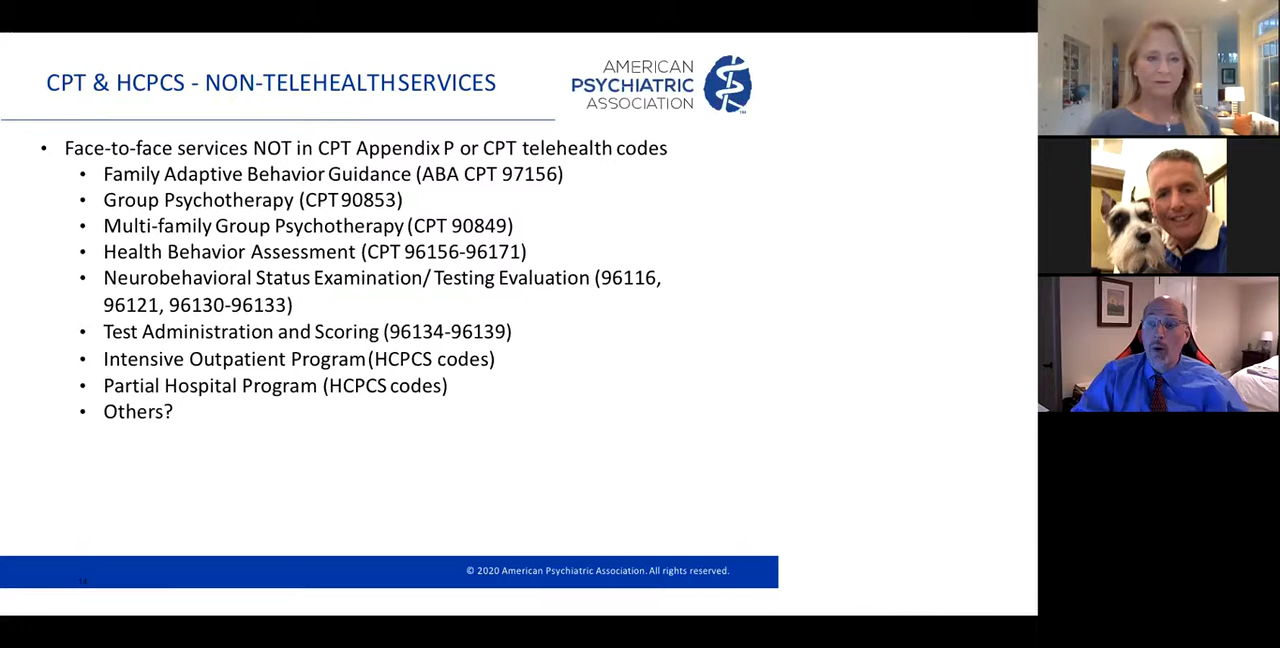 CPT & HCPCS - NON-TELEHEALTH SERVICES
AMERICAN
PSYCHIATRIC
ASSOCIATION
TM
• Face-to-face services NOT in CPT Appendix P or CPT telehealth codes
• Family Adaptive Behavior Guidance (ABA CPT 97156)
• Group Psychotherapy (CPT 90853)
• Multi-family Group Psychotherapy (CPT 90849)
• Health Behavior Assessment (CPT 96156-96171)
• Neurobehavioral Status Examination/ Testing Evaluation (96116,
96121, 96130-96133)
• Test Administration and Scoring (96134-96139)
• Intensive Outpatient Program (HCPCS codes)
• Partial Hospital Program (HCPCS codes)
• Others?
© 2020 American Psychiatric Association. All rights reserved.